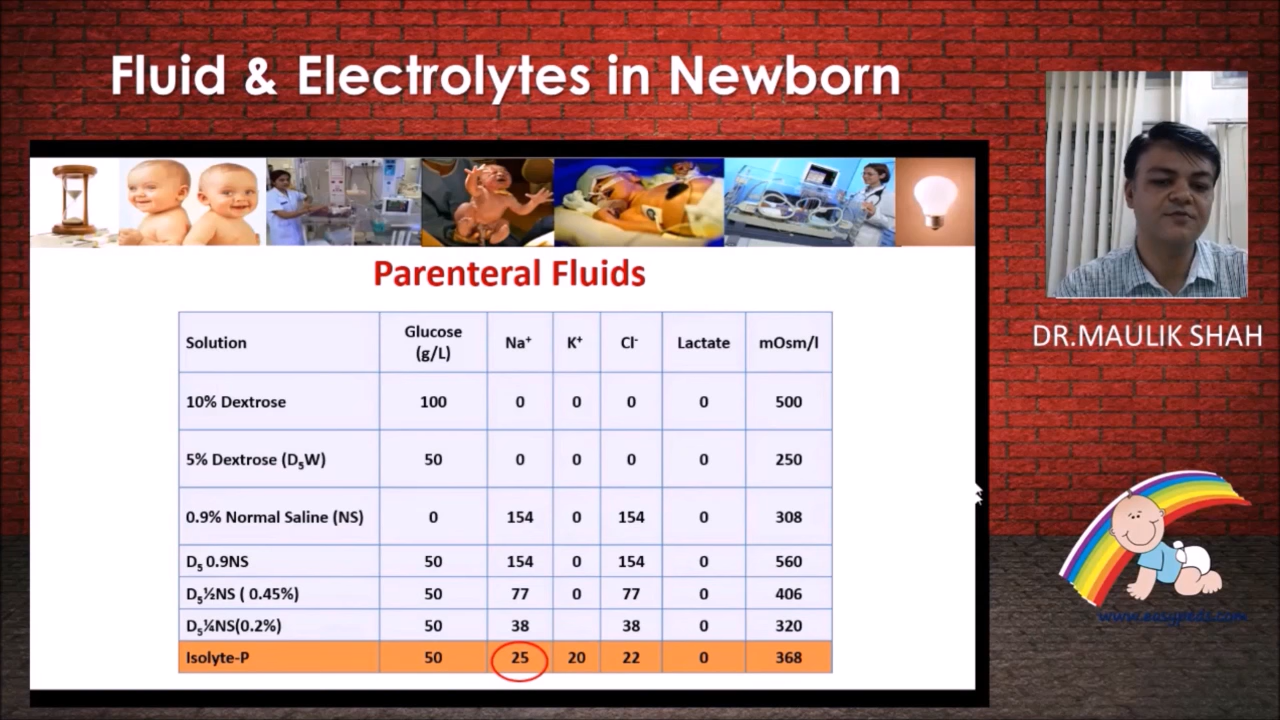 Fluid & Electrolytes in Newborn
DR.MAULIK SHAH
Parenteral Fluids
Solution Glucose (g/L) Na⁺ K⁺ Cl⁻ Lactate mOsm/l
10% Dextrose 100 0 0 0 0 500
5% Dextrose (D₅W) 50 0 0 0 0 250
0.9% Normal Saline (NS) 0 154 0 154 0 308
D₅ 0.9NS 50 154 0 154 0 560
D₅½NS ( 0.45%) 50 77 0 77 0 406
D₅¼NS(0.2%) 50 38 38 0 320
Isolyte-P 50 25 20 22 0 368
www.easypeds.com